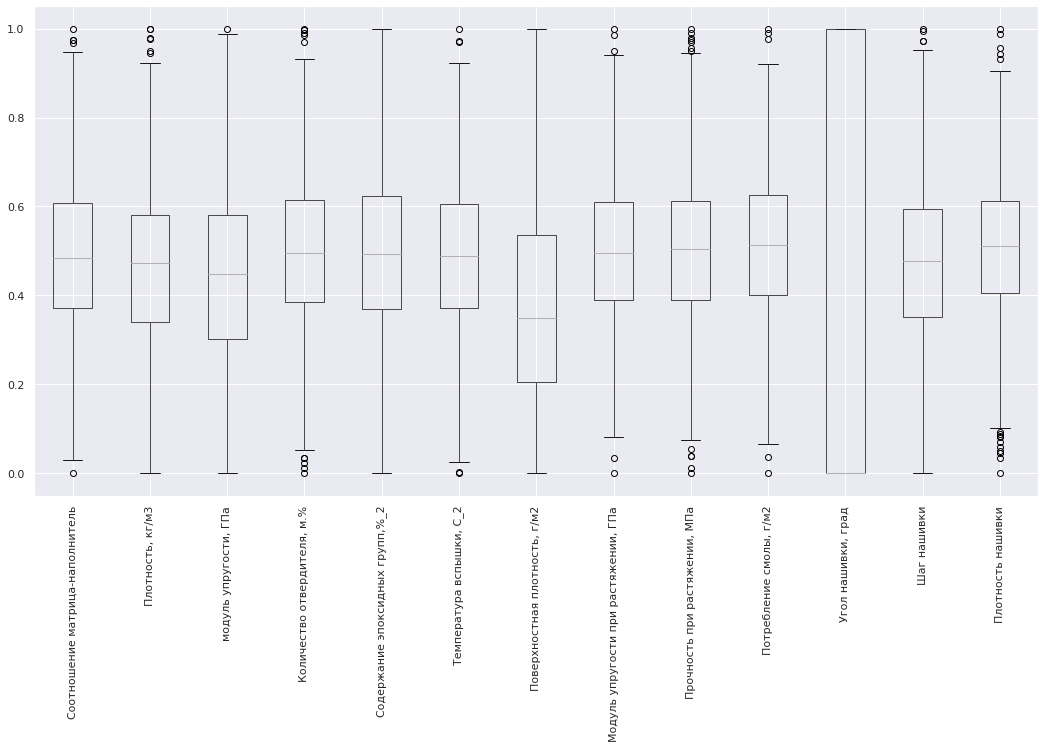 1.0
0.8
0.6
0.4
0.2
0.0
Соотношение матрица-наполнитель
Плотность, кг/м3
модуль упругости, ГПа
Количество отвердителя, м.%
Содержание эпоксидных групп,%_2
Температура вспышки, С_2
Поверхностная плотность, г/м2
Модуль упругости при растяжении, ГПа
Прочность при растяжении, МПа
Потребление смолы, г/м2
Угол нашивки, град
Шаг нашивки
Плотность нашивки